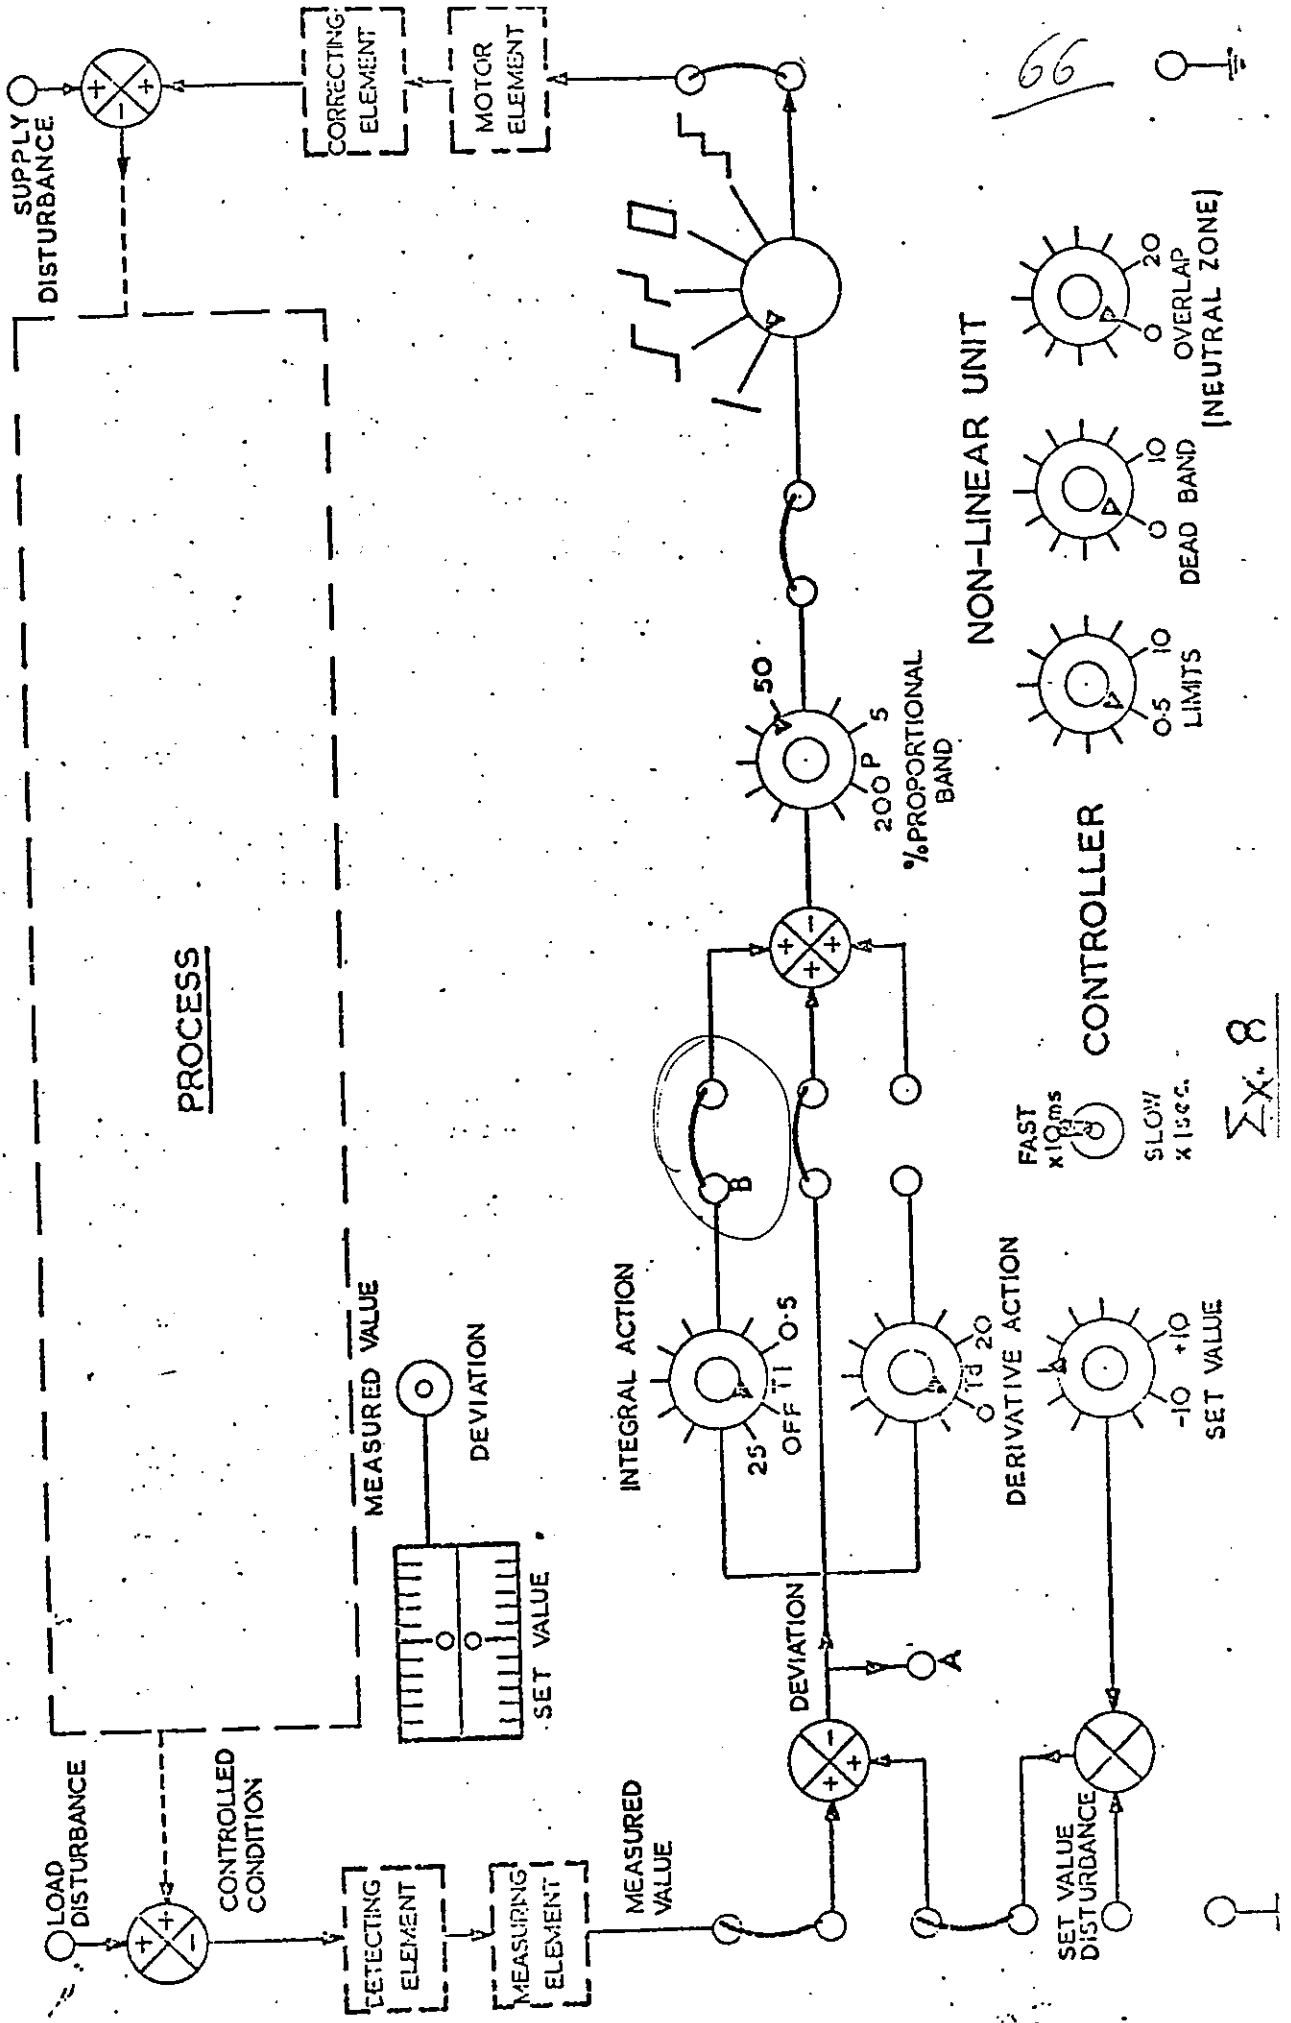 LOAD
DISTURBANCE
PROCESS
SUPPLY
DISTURBANCE
CONTROLLED
CONDITION
DETECTING
ELEMENT
MEASURING
ELEMENT
MEASURED VALUE
DEVIATION
SET VALUE
CORRECTING
ELEMENT
MOTOR
ELEMENT
MEASURED
VALUE
INTEGRAL ACTION
25
OFF Ti 0.5
B
DEVIATION
A
0 Td 20
DERIVATIVE ACTION
50
200 P 5
%PROPORTIONAL
BAND
NON-LINEAR UNIT
SET VALUE
DISTURBANCE
-10 +10
SET VALUE
FAST
x10ms
SLOW
x1sec.
CONTROLLER
0.5 10
LIMITS
0 10
DEAD BAND
0 20
OVERLAP
[NEUTRAL ZONE]
66
Ex. 8